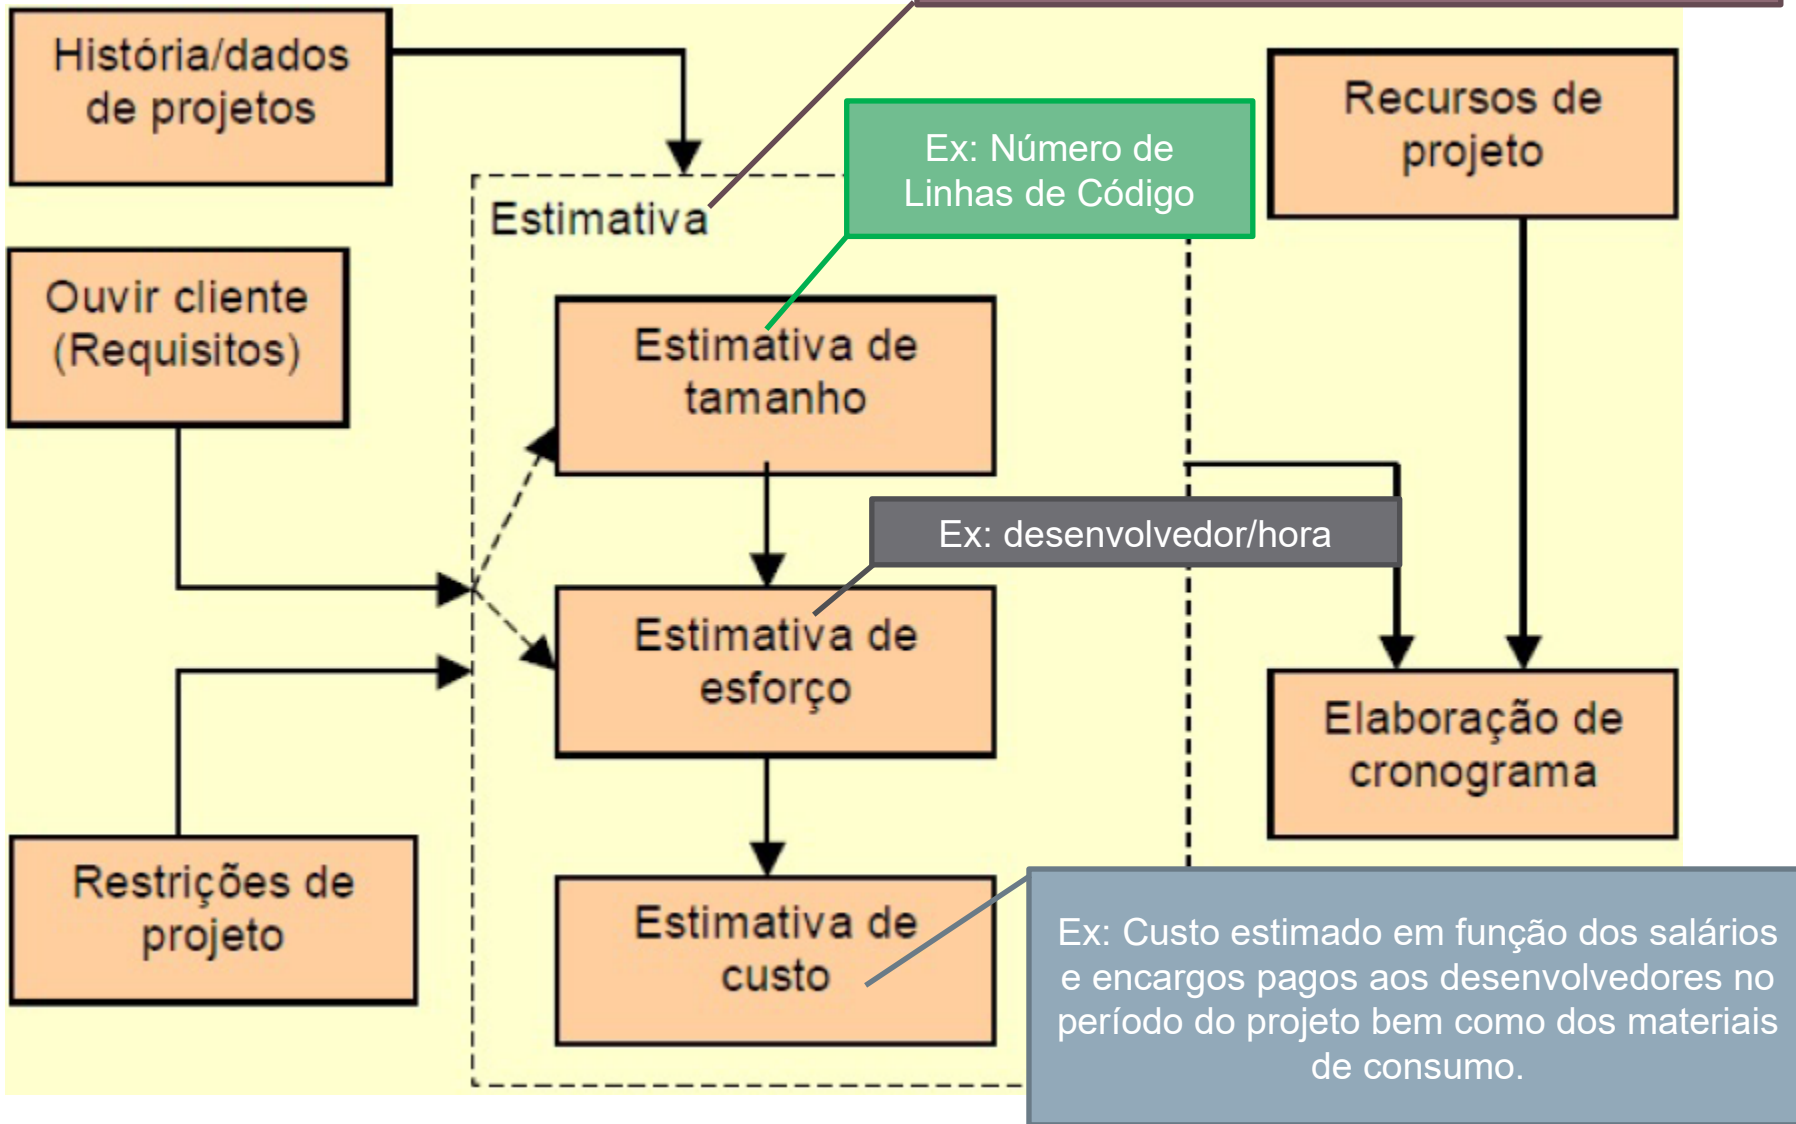 História/dados
de projetos
Recursos de
projeto
Ex: Número de
Linhas de Código
Estimativa
Ouvir cliente
(Requisitos)
Estimativa de
tamanho
Ex: desenvolvedor/hora
Estimativa de
esforço
Elaboração de
cronograma
Restrições de
projeto
Estimativa de
custo
Ex: Custo estimado em função dos salários
e encargos pagos aos desenvolvedores no
período do projeto bem como dos materiais
de consumo.